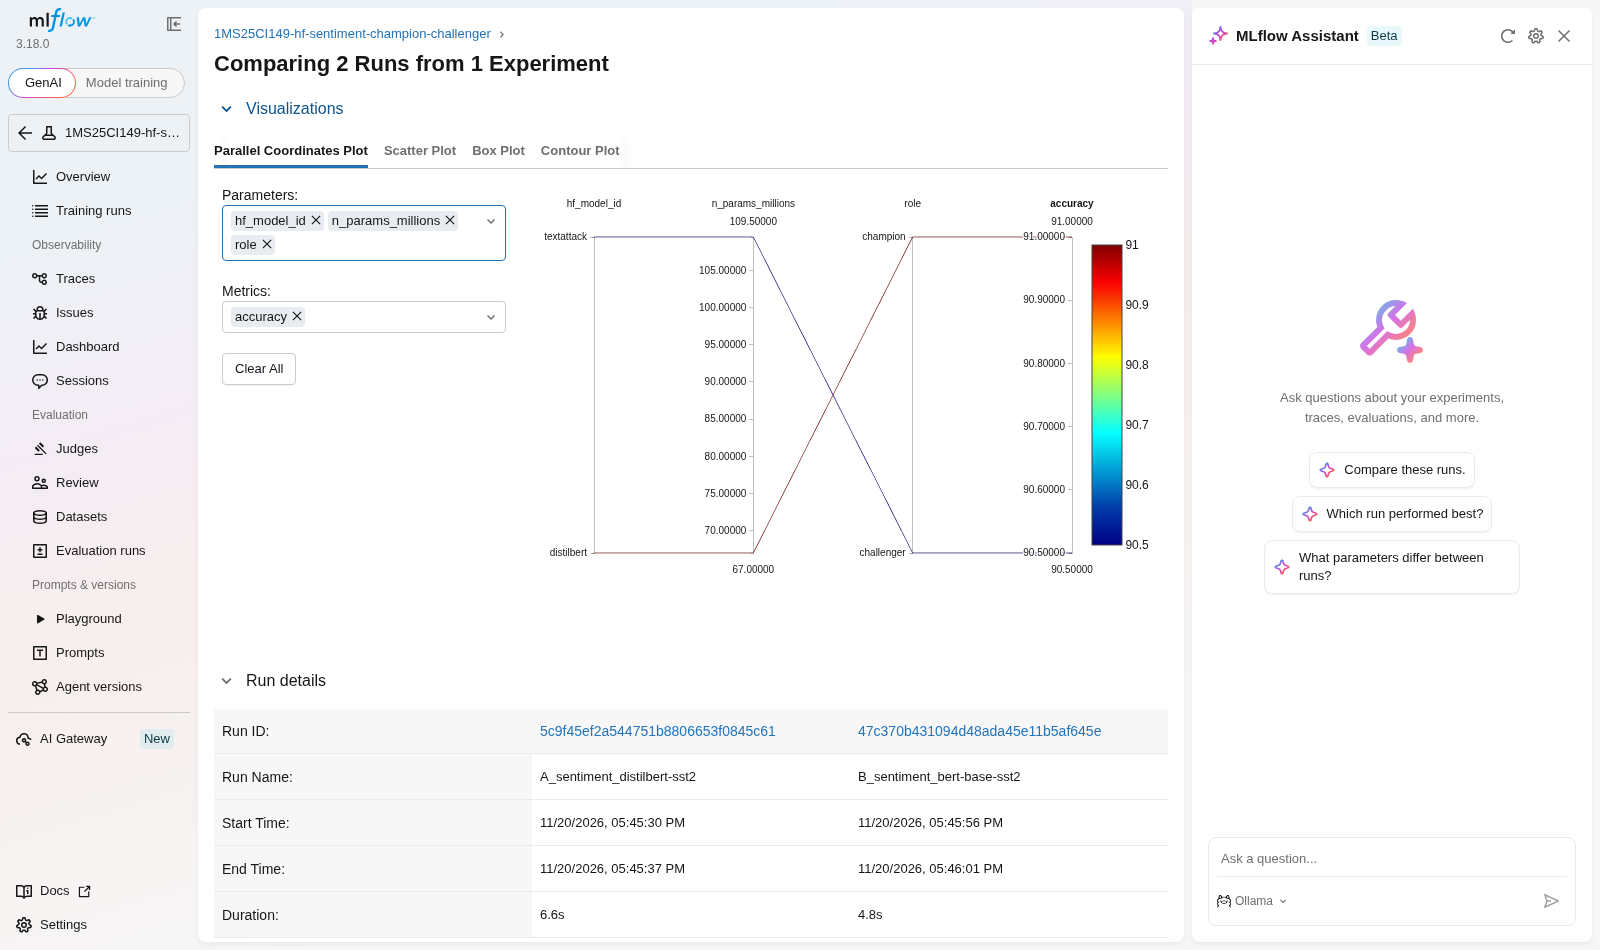 mlflow
3.18.0
GenAI
Model training
1MS25CI149-hf-s...
Overview
Training runs
Observability
Traces
Issues
Dashboard
Sessions
Evaluation
Judges
Review
Datasets
Evaluation runs
Prompts & versions
Playground
Prompts
Agent versions
AI Gateway New
Docs
Settings
1MS25CI149-hf-sentiment-champion-challenger
Comparing 2 Runs from 1 Experiment
Visualizations
Parallel Coordinates Plot Scatter Plot Box Plot Contour Plot
Parameters:
hf_model_id n_params_millions
role
Metrics:
accuracy
Clear All
hf_model_id n_params_millions role accuracy
109.50000 91.00000
textattack champion 91.00000
105.00000
100.00000
95.00000
90.00000
85.00000
80.00000
75.00000
70.00000
90.90000
90.80000
90.70000
90.60000
distilbert challenger 90.50000
67.00000 90.50000
91
90.9
90.8
90.7
90.6
90.5
Run details
Run ID: 5c9f45ef2a544751b8806653f0845c61 47c370b431094d48ada45e11b5af645e
Run Name: A_sentiment_distilbert-sst2 B_sentiment_bert-base-sst2
Start Time: 11/20/2026, 05:45:30 PM 11/20/2026, 05:45:56 PM
End Time: 11/20/2026, 05:45:37 PM 11/20/2026, 05:46:01 PM
Duration: 6.6s 4.8s
MLflow Assistant Beta
Ask questions about your experiments,
traces, evaluations, and more.
Compare these runs.
Which run performed best?
What parameters differ between
runs?
Ask a question...
Ollama